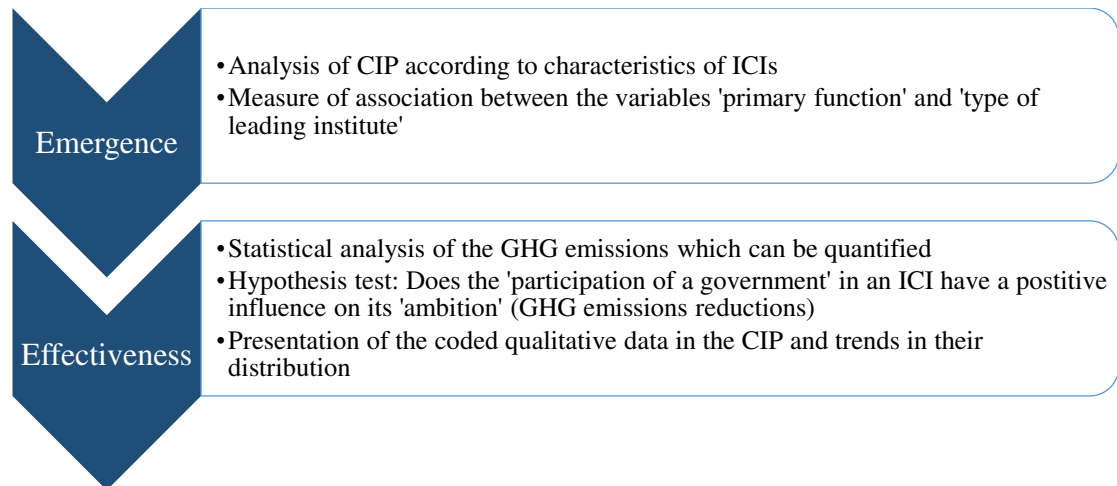 Emergence
•Analysis of CIP according to characteristics of ICIs
•Measure of association between the variables 'primary function' and 'type of
leading institute'
Effectiveness
•Statistical analysis of the GHG emissions which can be quantified
•Hypothesis test: Does the 'participation of a government' in an ICI have a postitive
influence on its 'ambition' (GHG emissions reductions)
•Presentation of the coded qualitative data in the CIP and trends in their
distribution